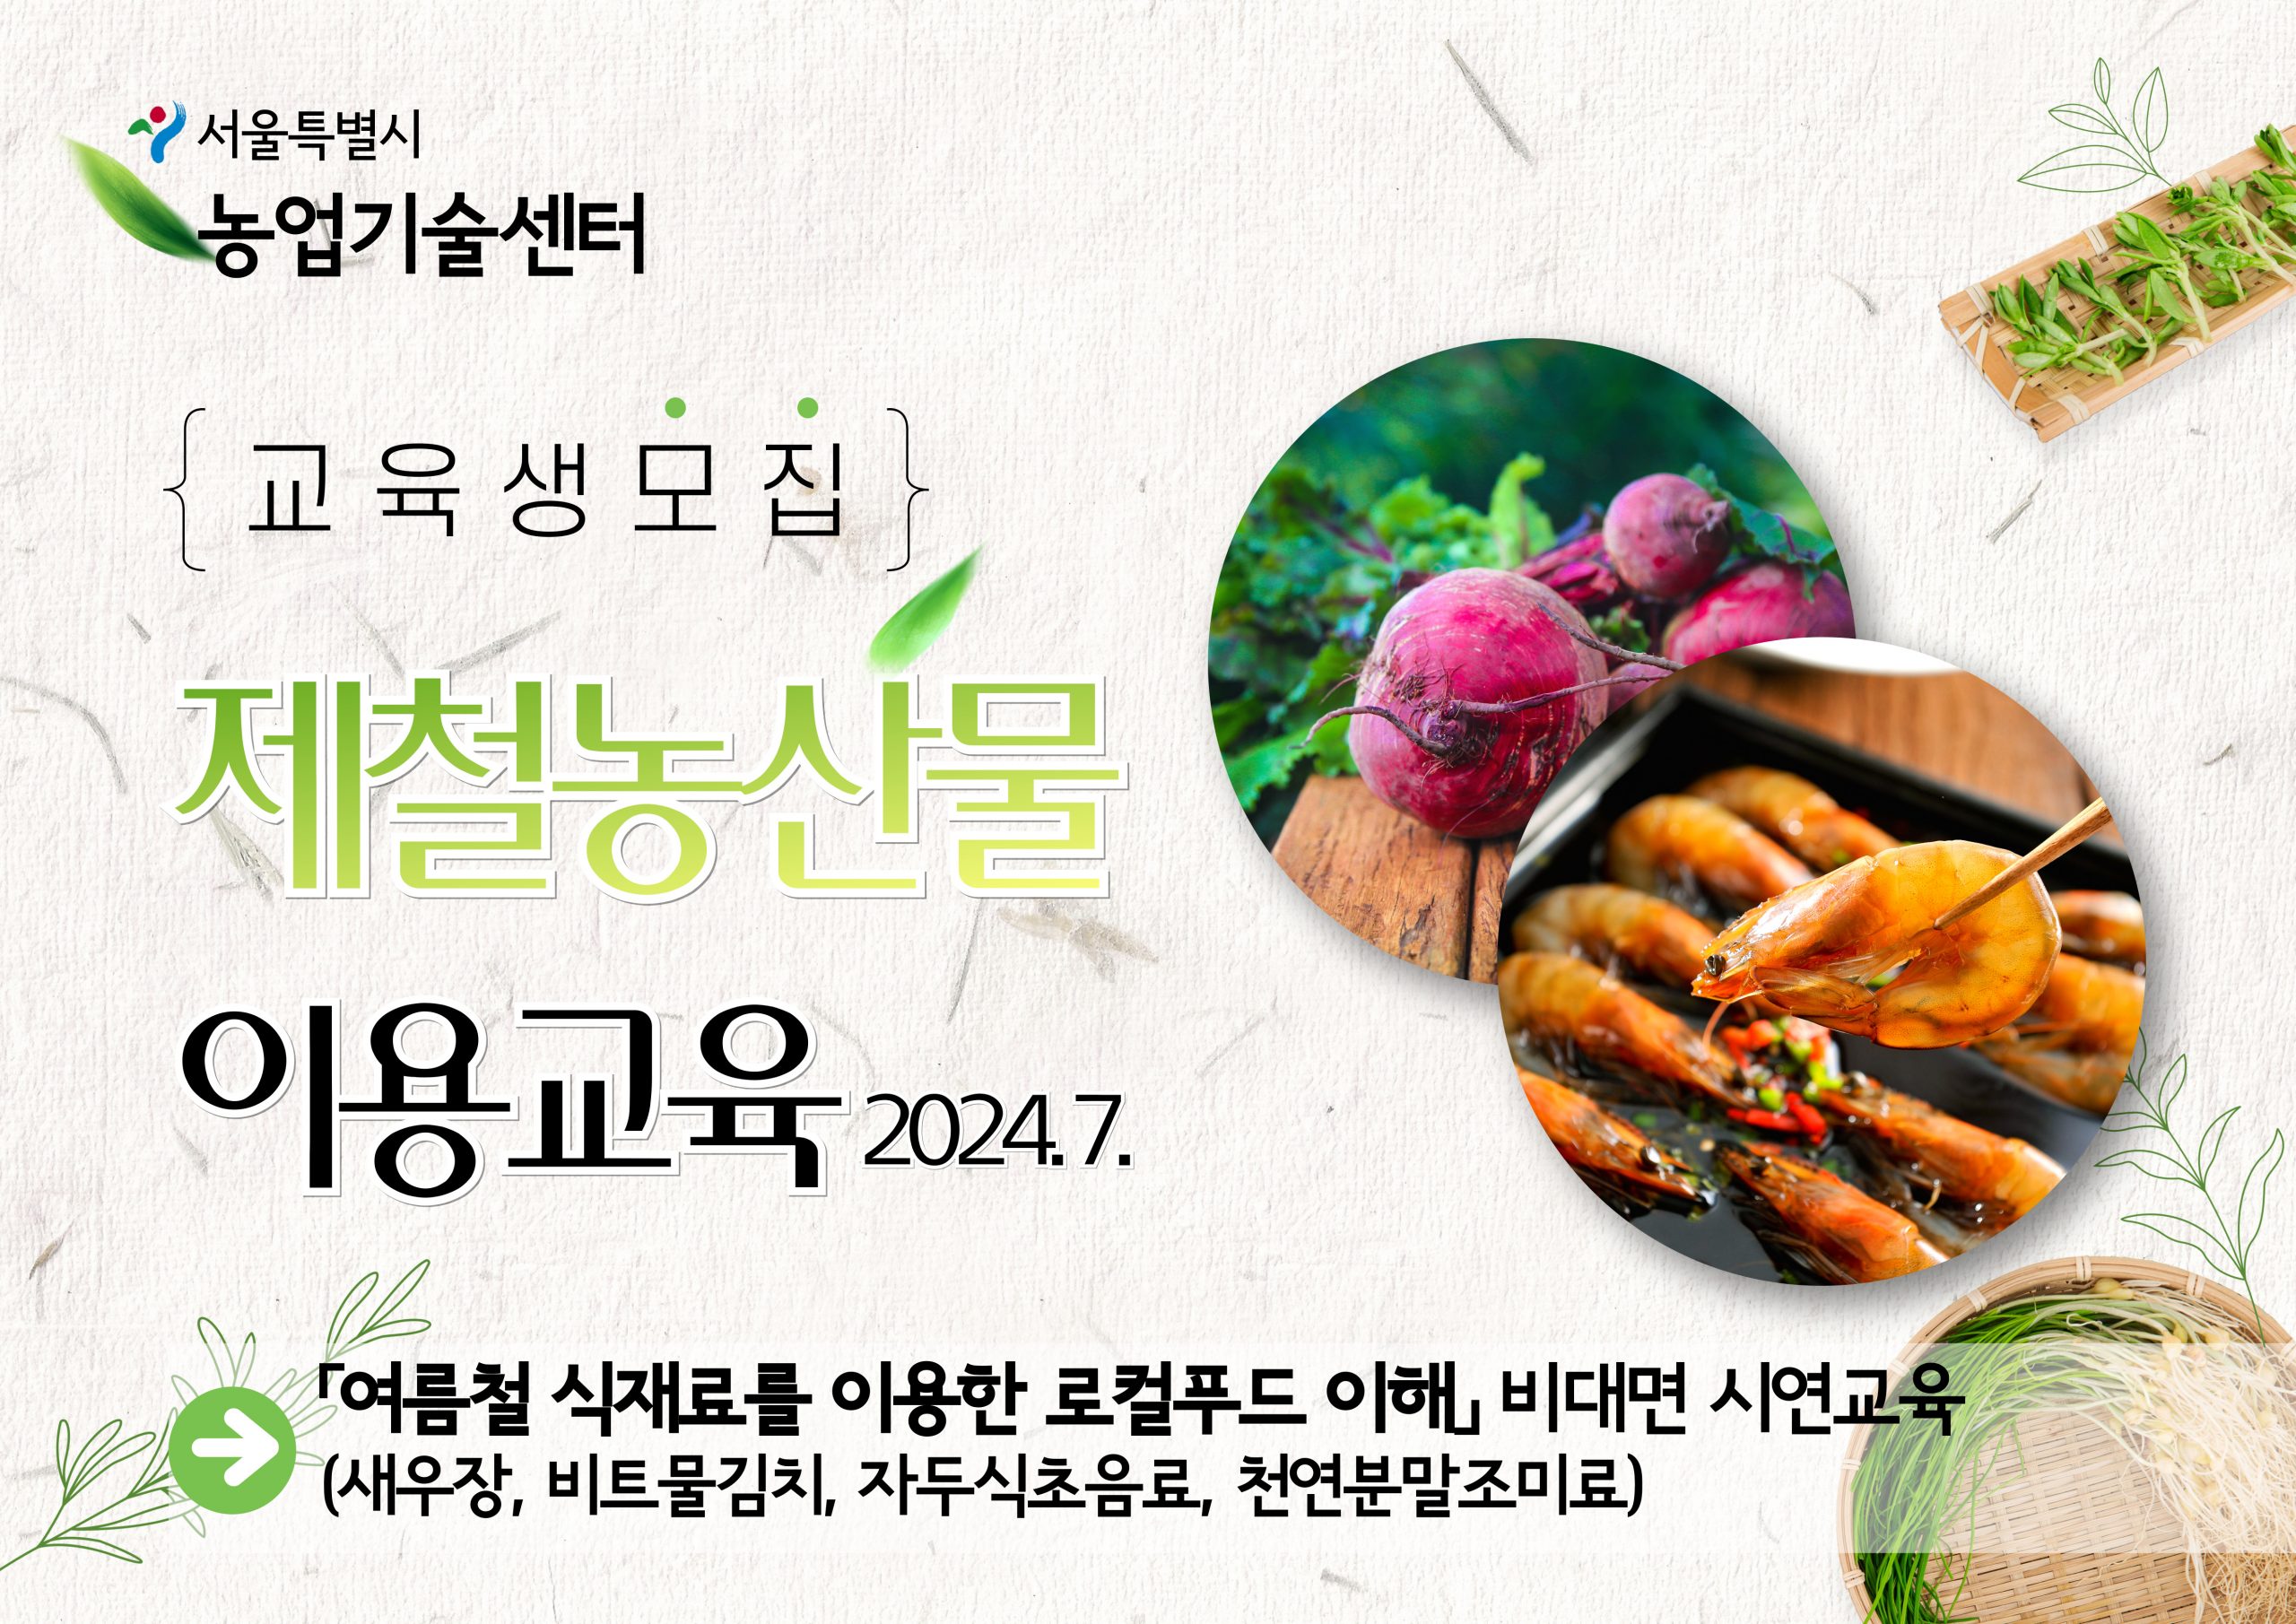 서울특별시
농업기술센터
{ 교육생모집 }
제철농산물
이용교육 2024. 7.
「여름철 식재료를 이용한 로컬푸드 이해」 비대면 시연교육
(새우장, 비트물김치, 자두식초음료, 천연분말조미료)